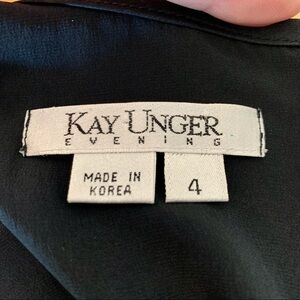 KAY UNGER
EVENING
MADE IN
KOREA
4